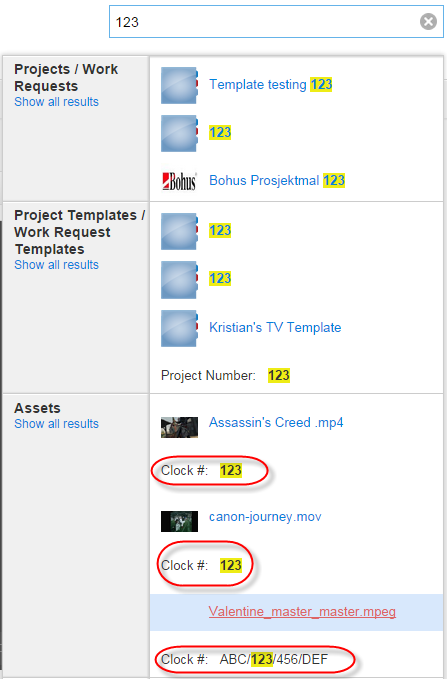 123
Projects / Work
Requests
Show all results
Template testing 123
123
Bohus
Bohus Prosjektmal 123
Project Templates /
Work Request
Templates
Show all results
123
123
Kristian's TV Template
Project Number: 123
Assets
Show all results
Assassin's Creed .mp4
Clock #: 123
canon-journey.mov
Clock #: 123
Valentine_master_master.mpeg
Clock #: ABC/123/456/DEF